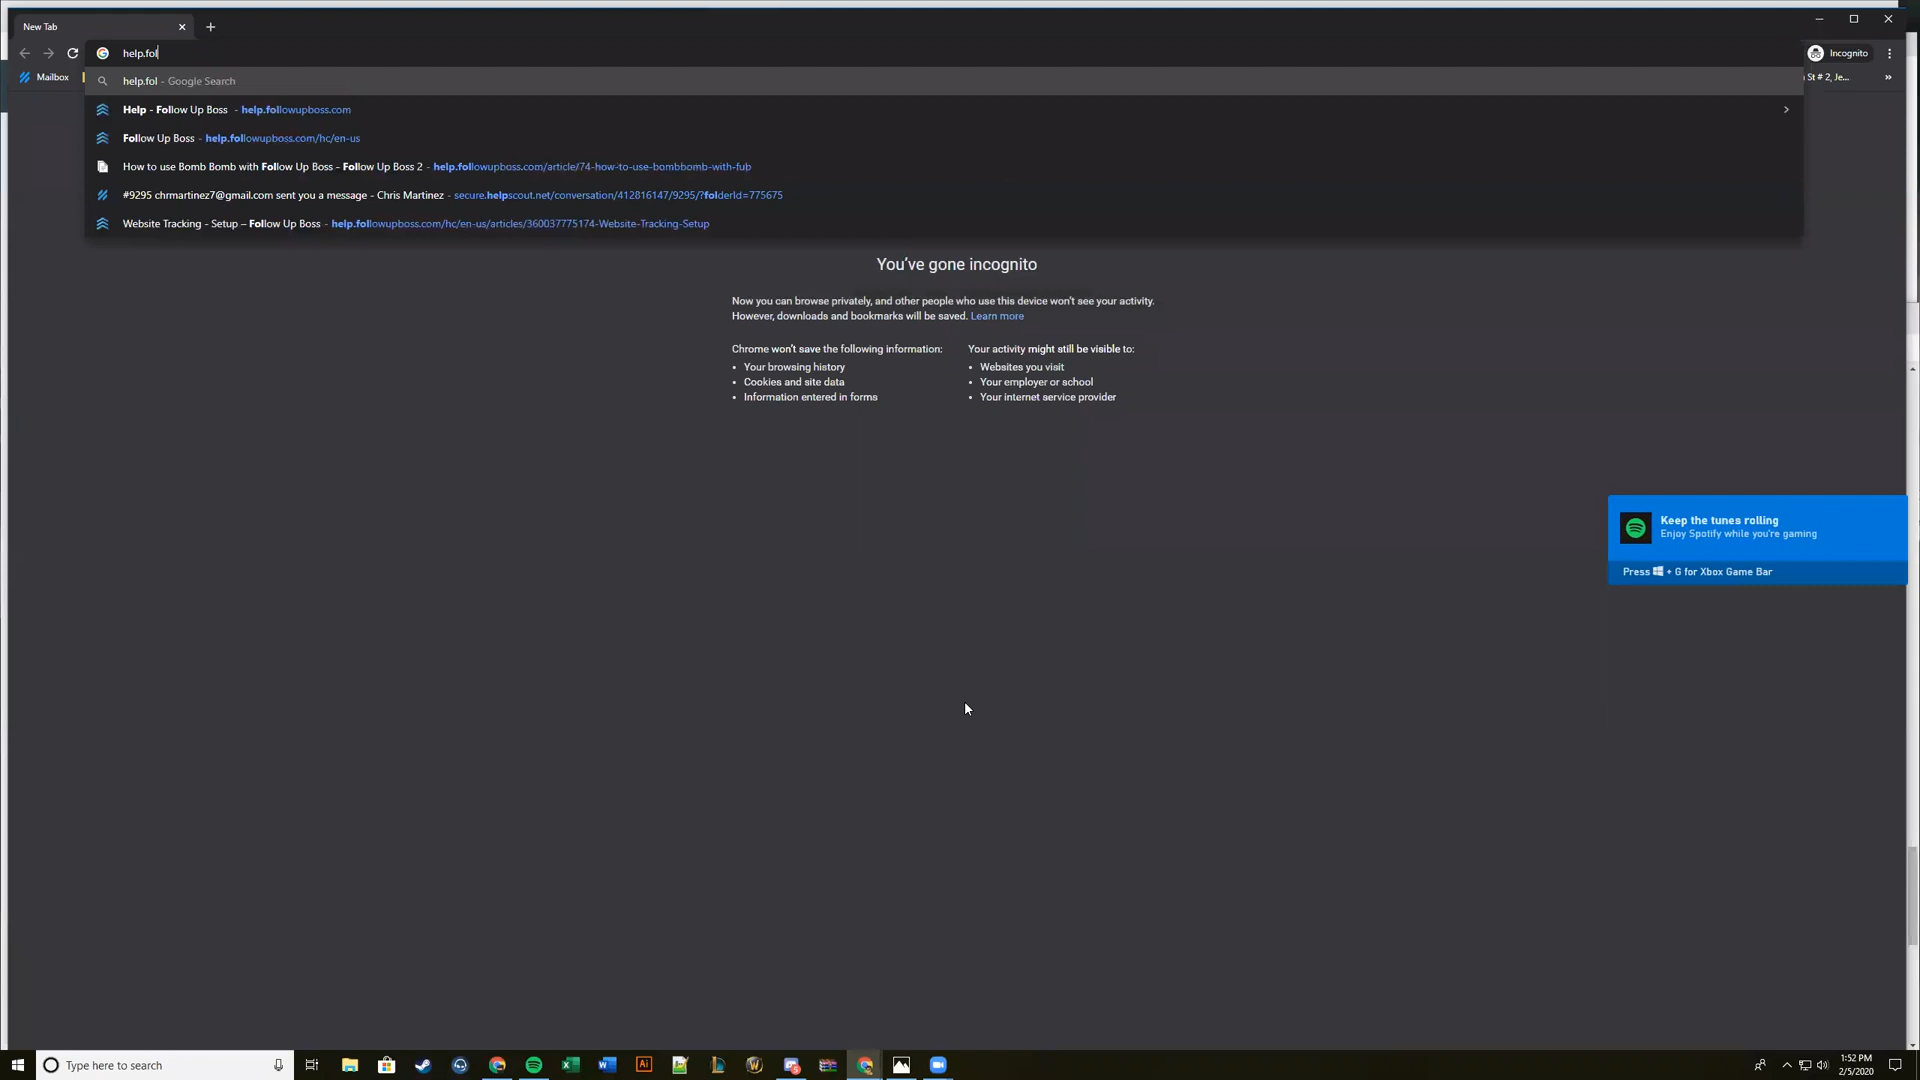 New Tab
help.fol
Incognito
Mailbox
St # 2, Je...
help.fol - Google Search
Help - Follow Up Boss - help.followupboss.com
Follow Up Boss - help.followupboss.com/hc/en-us
How to use Bomb Bomb with Follow Up Boss - Follow Up Boss 2 - help.followupboss.com/article/74-how-to-use-bombbomb-with-fub
#9295 chrmartinez7@gmail.com sent you a message - Chris Martinez - secure.helpscout.net/conversation/412816147/9295/?folderId=775675
Website Tracking - Setup – Follow Up Boss - help.followupboss.com/hc/en-us/articles/360037775174-Website-Tracking-Setup
You've gone incognito
Now you can browse privately, and other people who use this device won't see your activity.
However, downloads and bookmarks will be saved. Learn more
Chrome won't save the following information:
Your browsing history
Cookies and site data
Information entered in forms
Your activity might still be visible to:
Websites you visit
Your employer or school
Your internet service provider
Keep the tunes rolling
Enjoy Spotify while you're gaming
Press + G for Xbox Game Bar
Type here to search
1:52 PM
2/5/2020